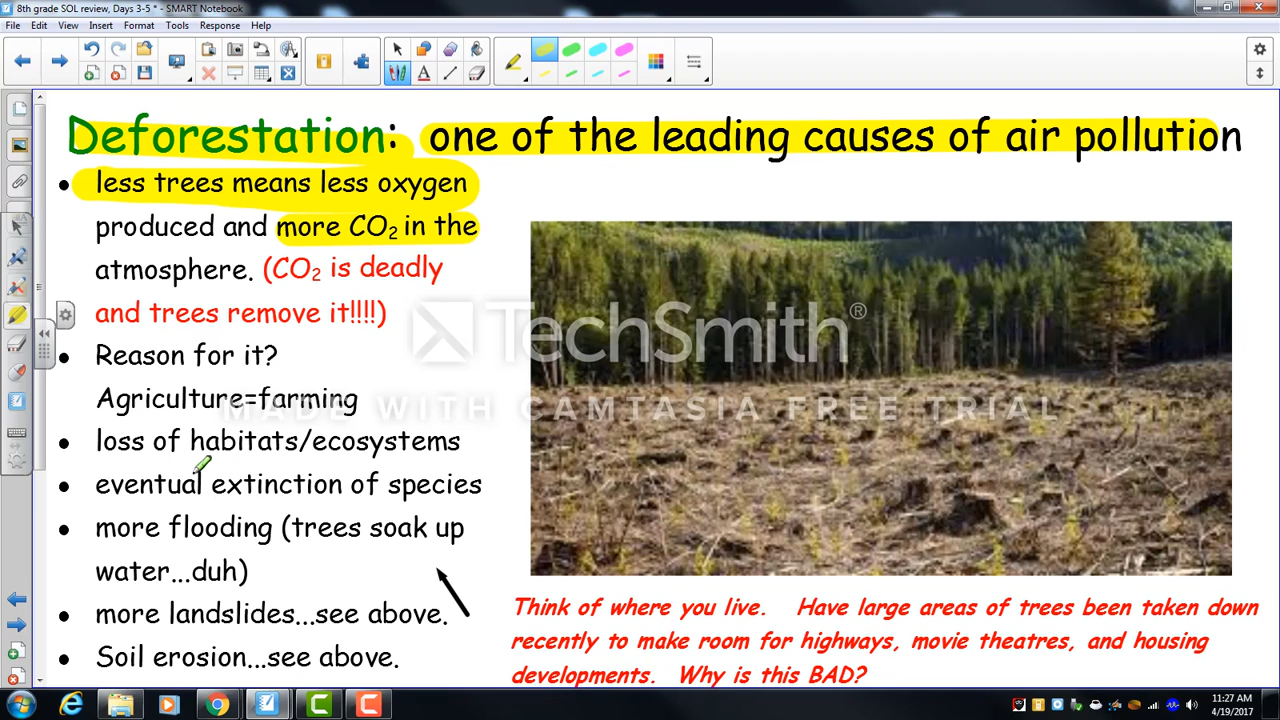 8th grade SOL review, Days 3-5 * - SMART Notebook
File Edit View Insert Format Tools Response Help
Deforestation: one of the leading causes of air pollution
• less trees means less oxygen
produced and more CO₂ in the
atmosphere. (CO₂ is deadly
and trees remove it!!!!)
• Reason for it?
Agriculture=farming
• loss of habitats/ecosystems
• eventual extinction of species
• more flooding (trees soak up
water...duh)
• more landslides...see above.
• Soil erosion...see above.
TechSmith®
MADE WITH CAMTASIA FREE TRIAL
Think of where you live. Have large areas of trees been taken down
recently to make room for highways, movie theatres, and housing
developments. Why is this BAD?
11:27 AM
4/19/2017